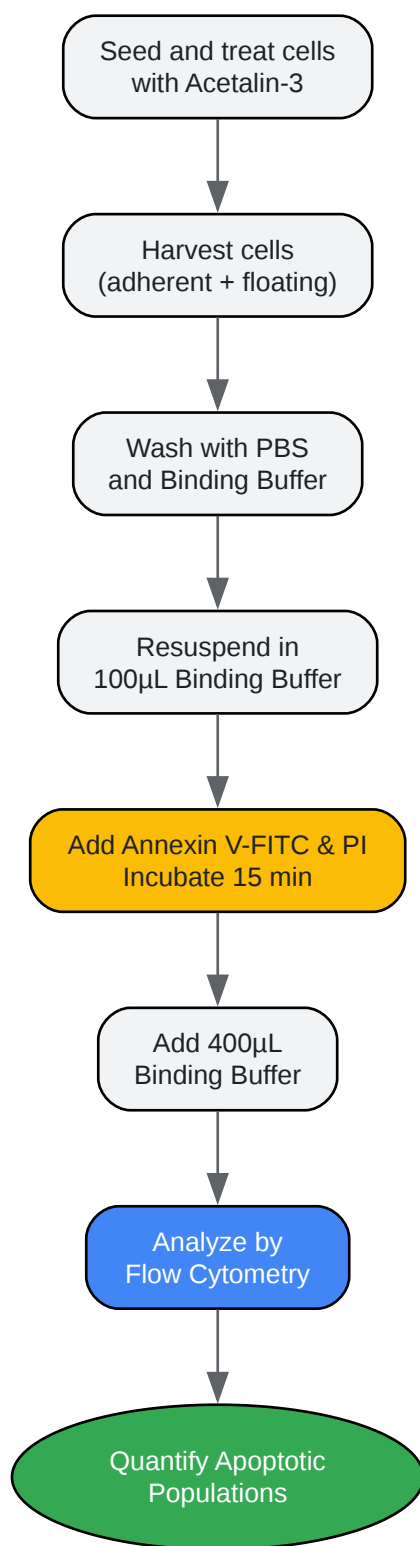 Seed and treat cells
with Acetalin-3
Harvest cells
(adherent + floating)
Wash with PBS
and Binding Buffer
Resuspend in
100µL Binding Buffer
Add Annexin V-FITC & PI
Incubate 15 min
Add 400µL
Binding Buffer
Analyze by
Flow Cytometry
Quantify Apoptotic
Populations